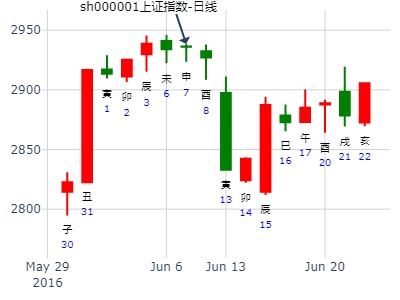 sh000001上证指数-日线
2950
2900
2850
2800
子
30
丑
31
寅
1
卯
2
辰
3
未
6
申
7
酉
8
寅
13
卯
14
辰
15
巳
16
午
17
酉
20
戌
21
亥
22
May 29
2016
Jun 6
Jun 13
Jun 20